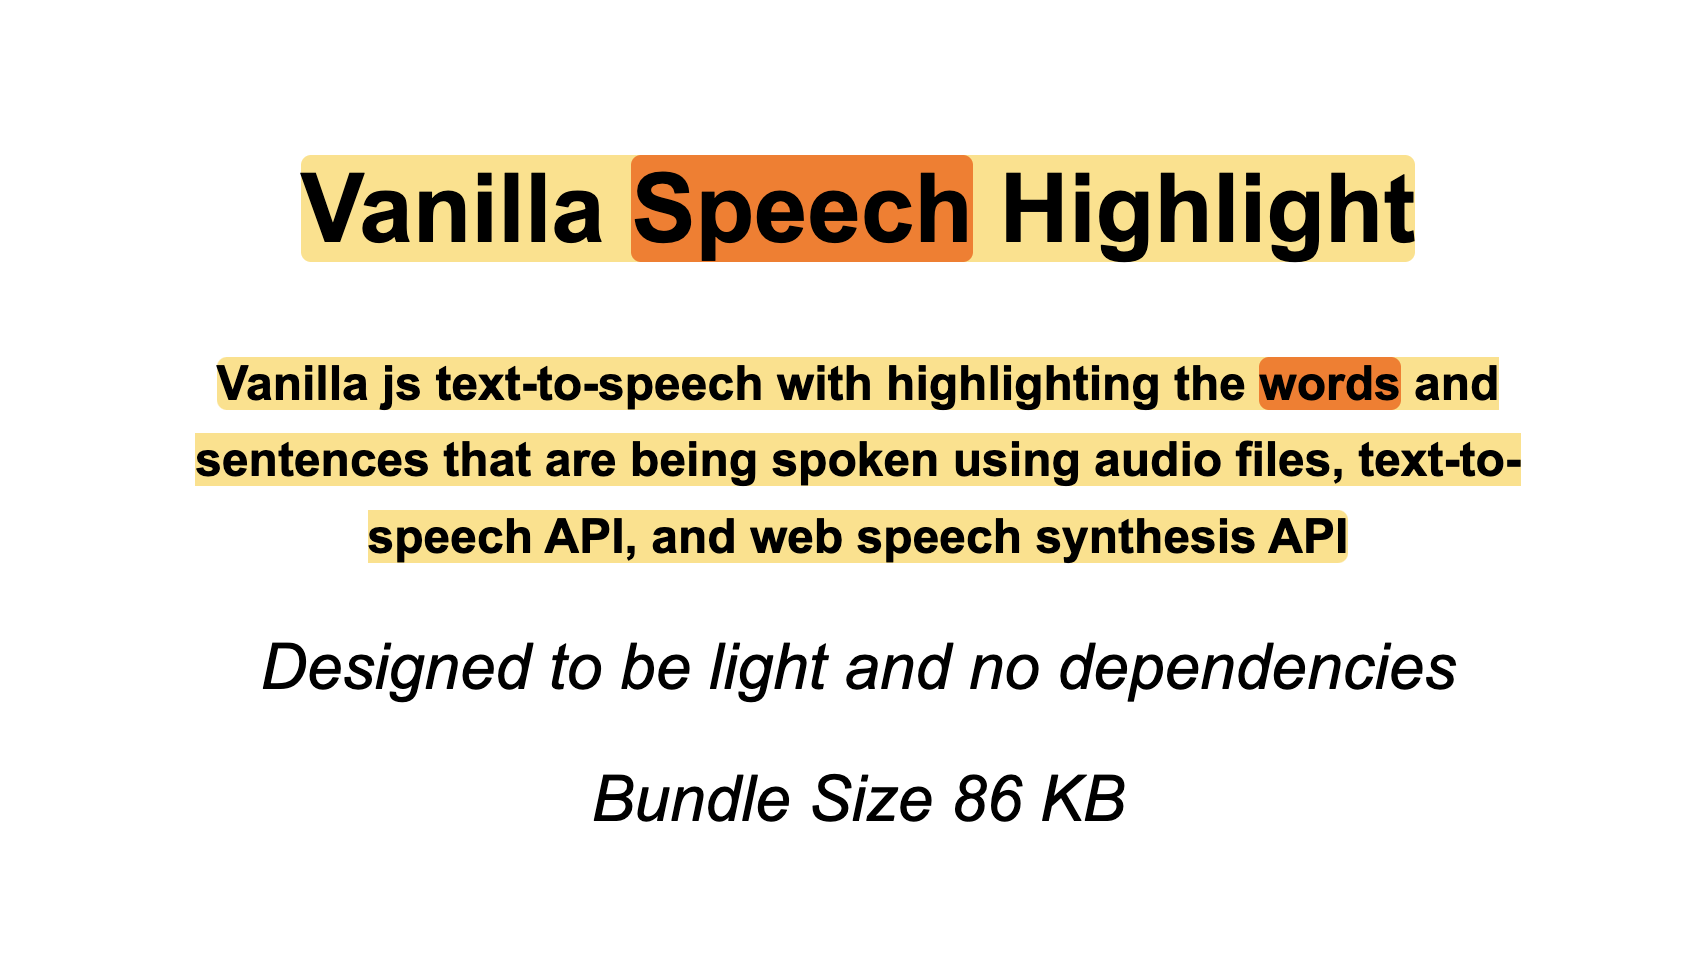 Vanilla Speech Highlight
Vanilla js text-to-speech with highlighting the words and
sentences that are being spoken using audio files, text-to-
speech API, and web speech synthesis API
Designed to be light and no dependencies
Bundle Size 86 KB